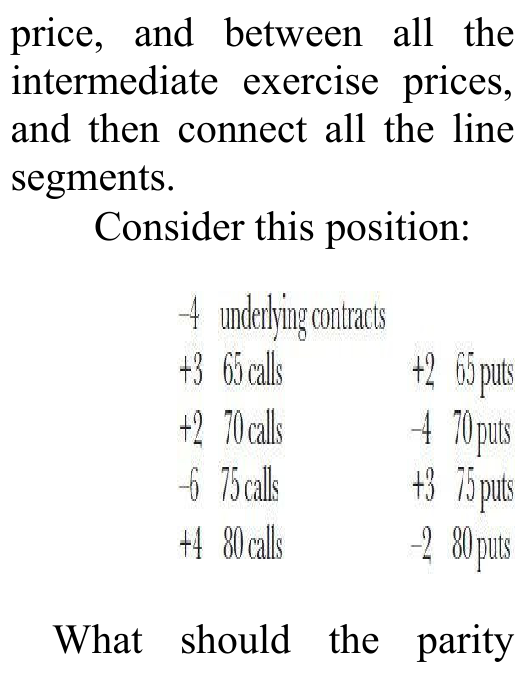 price, and between all the
intermediate exercise prices,
and then connect all the line
segments.
Consider this position:
–4 underlying contracts
+3 65 calls +2 65 puts
+2 70 calls –4 70 puts
–6 75 calls +3 75 puts
+4 80 calls –2 80 puts
What should the parity